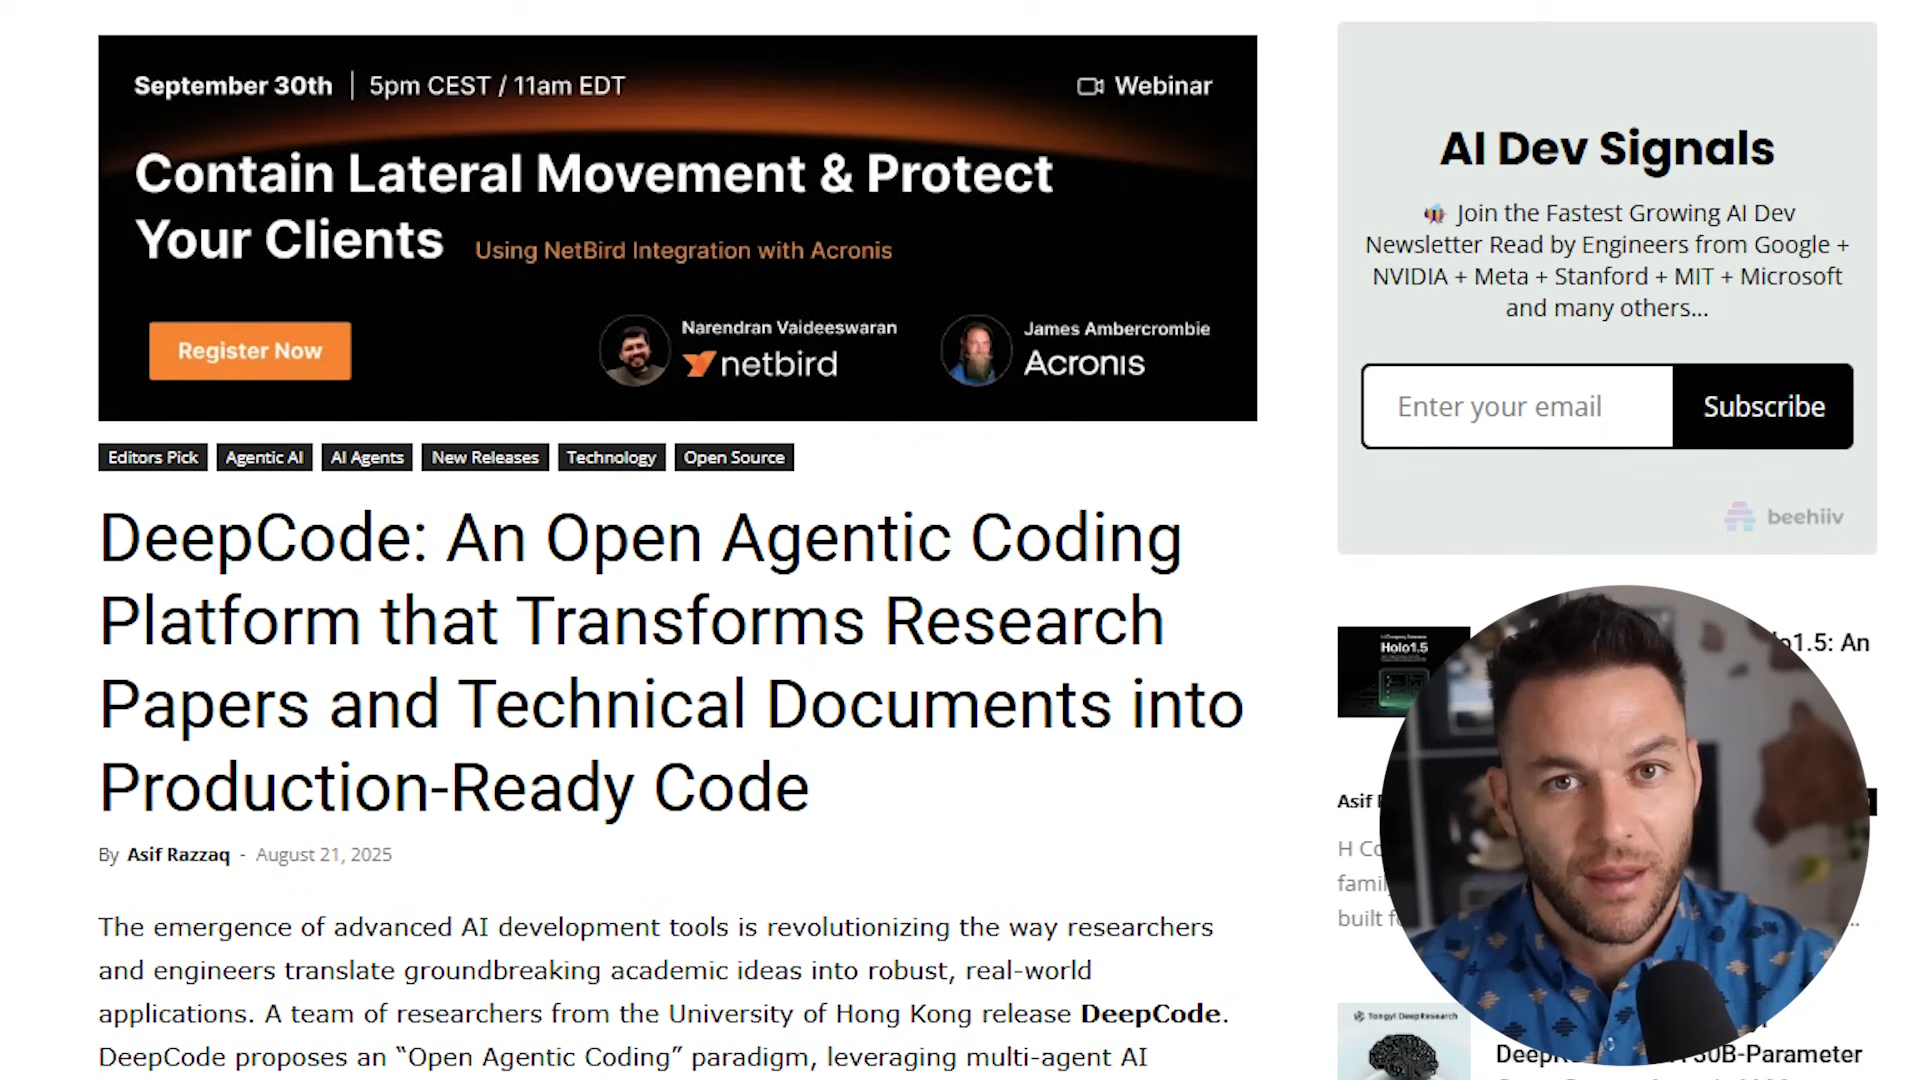 September 30th | 5pm CEST / 11am EDT
Webinar
Contain Lateral Movement & Protect
Your Clients
Using NetBird Integration with Acronis
Register Now
Narendran Vaideeswaran
netbird
James Ambercrombie
Acronis
Editors Pick
Agentic AI
AI Agents
New Releases
Technology
Open Source
DeepCode: An Open Agentic Coding
Platform that Transforms Research
Papers and Technical Documents into
Production-Ready Code
By Asif Razzaq - August 21, 2025
The emergence of advanced AI development tools is revolutionizing the way researchers
and engineers translate groundbreaking academic ideas into robust, real-world
applications. A team of researchers from the University of Hong Kong release DeepCode.
DeepCode proposes an “Open Agentic Coding” paradigm, leveraging multi-agent AI
AI Dev Signals
Join the Fastest Growing AI Dev
Newsletter Read by Engineers from Google +
NVIDIA + Meta + Stanford + MIT + Microsoft
and many others...
Enter your email
Subscribe
beehiiv
Holo1.5
1.5: An
Asif
H
built
Tongyi DeepResearch
30B-Parameter